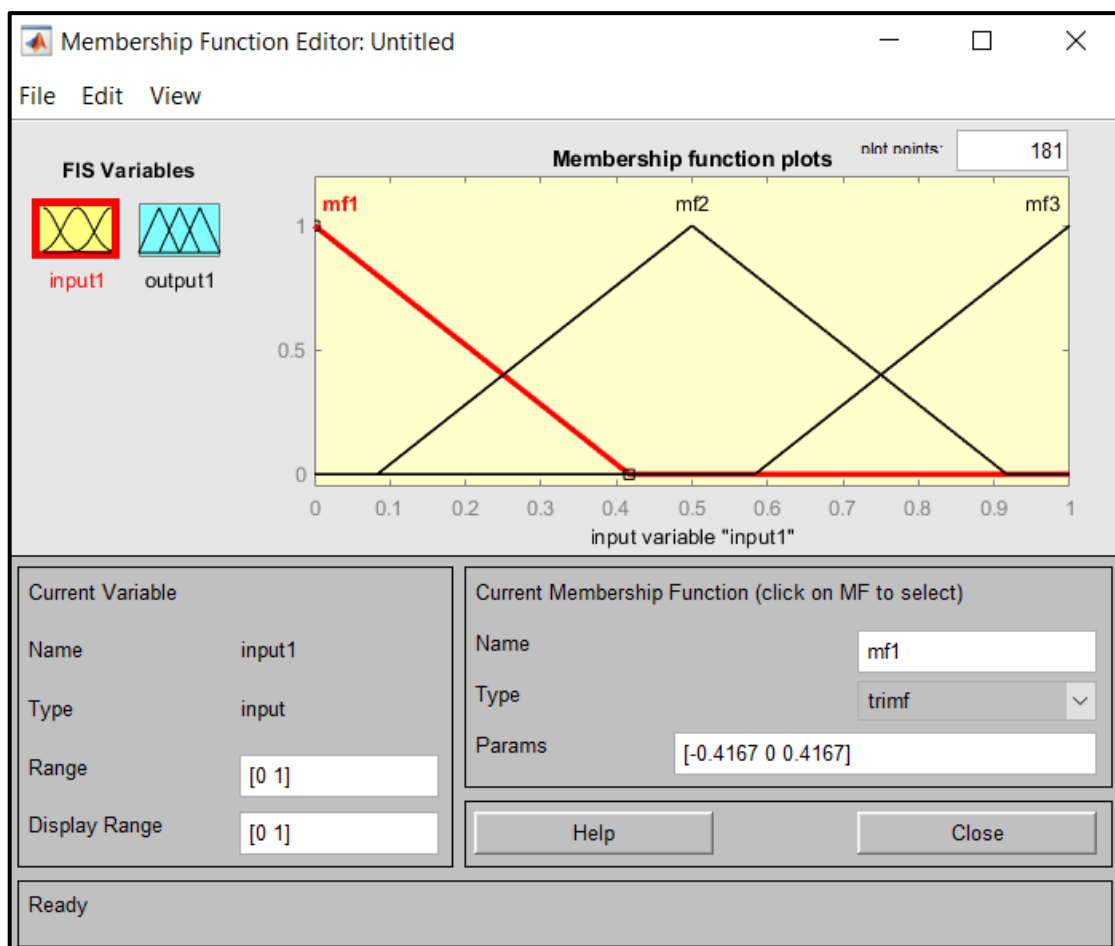 Membership Function Editor: Untitled
File Edit View
FIS Variables
input1 output1
Membership function plots
plot points: 181
mf1 mf2 mf3
1
0.5
0
0 0.1 0.2 0.3 0.4 0.5 0.6 0.7 0.8 0.9 1
input variable "input1"
Current Variable
Name input1
Type input
Range [0 1]
Display Range [0 1]
Current Membership Function (click on MF to select)
Name mf1
Type trimf
Params [-0.4167 0 0.4167]
Help Close
Ready